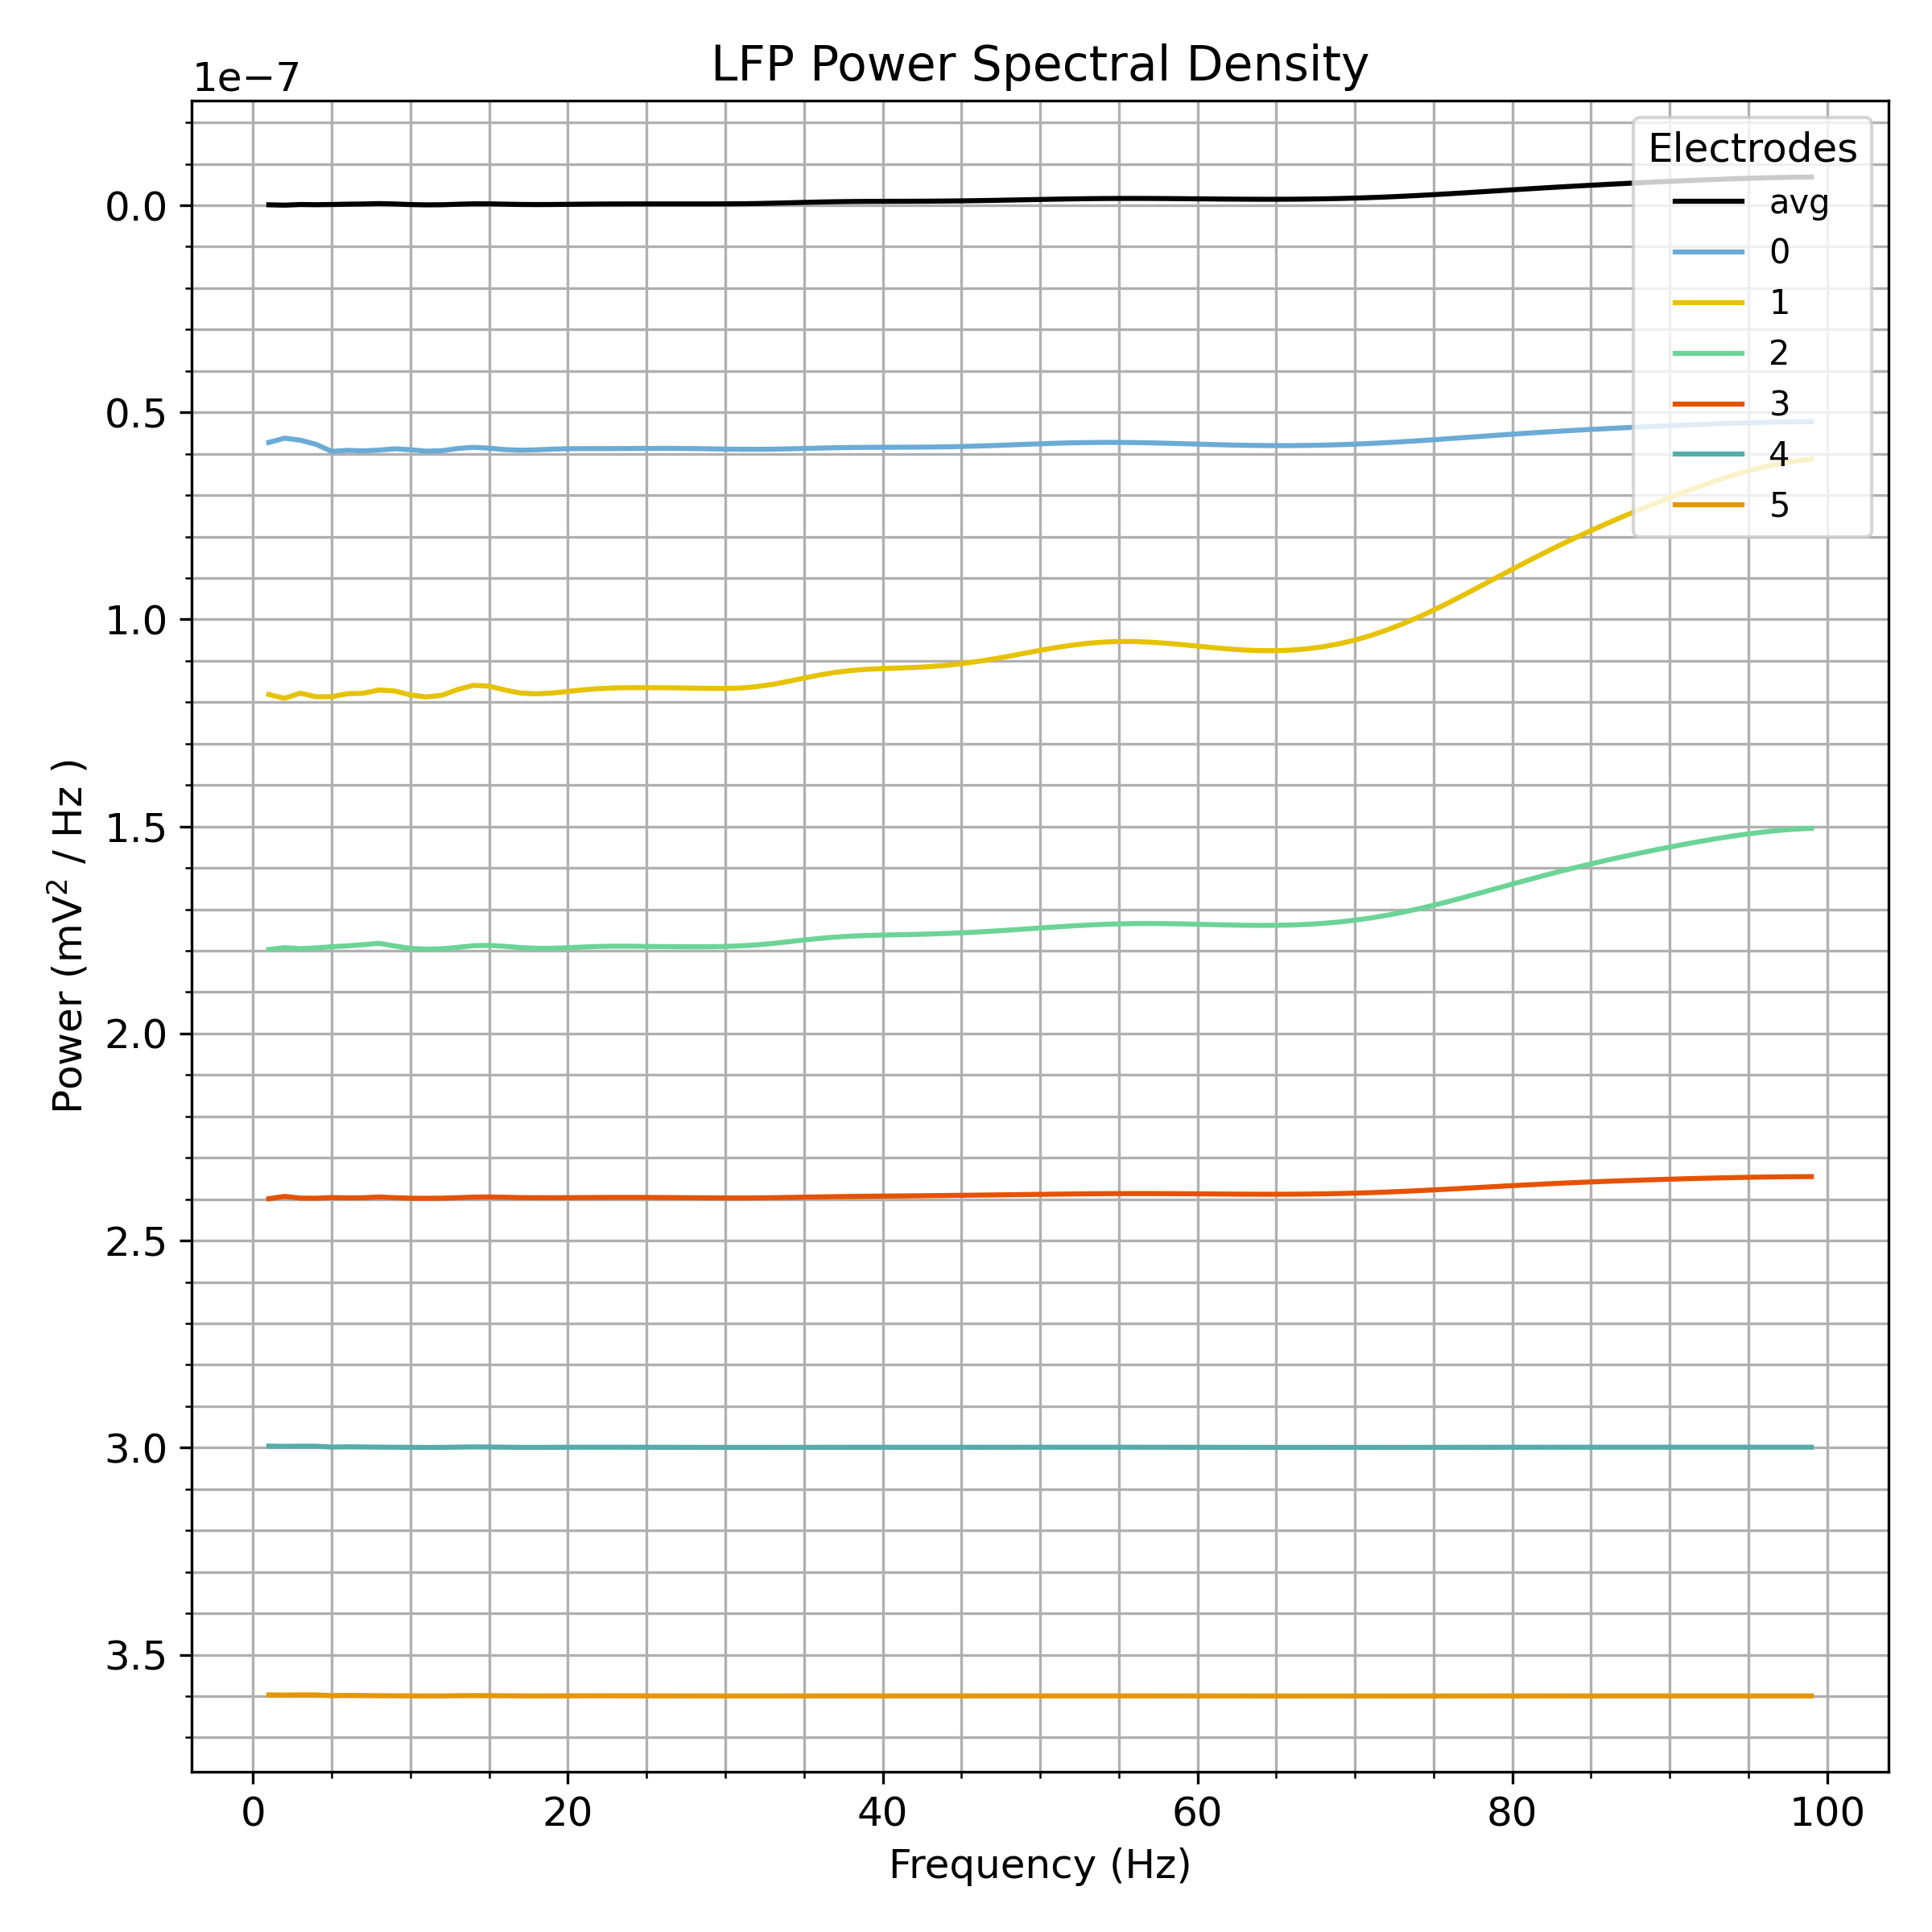 LFP Power Spectral Density
1e−7
Electrodes
avg
0
1
2
3
4
5
0.0
0.5
1.0
1.5
2.0
2.5
3.0
3.5
Power (mV² / Hz )
0 20 40 60 80 100
Frequency (Hz)